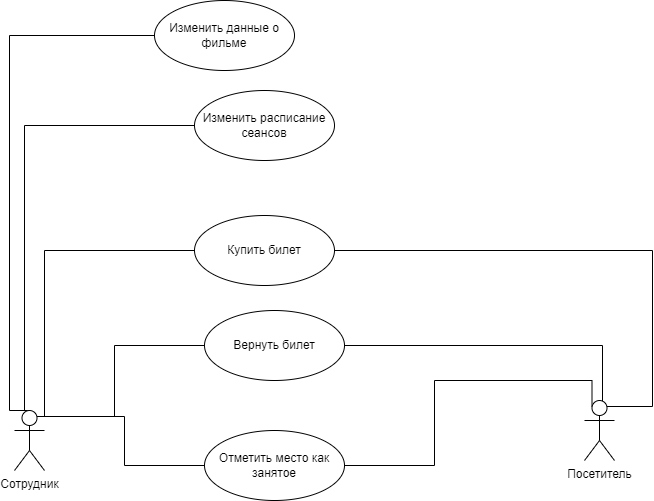 Изменить данные о
фильме
Изменить расписание
сеансов
Купить билет
Вернуть билет
Отметить место как
занятое
Сотрудник
Посетитель